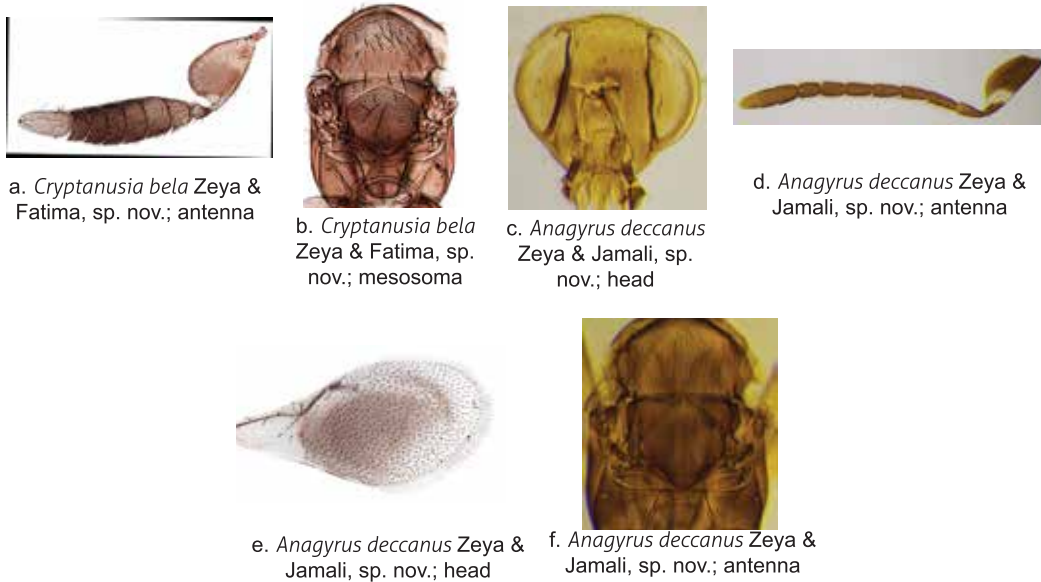 a. Cryptanusia bela Zeya &
Fatima, sp. nov.; antenna
b. Cryptanusia bela
Zeya & Fatima, sp.
nov.; mesosoma
c. Anagyrus deccanus
Zeya & Jamali, sp.
nov.; head
d. Anagyrus deccanus Zeya &
Jamali, sp. nov.; antenna
e. Anagyrus deccanus Zeya &
Jamali, sp. nov.; head
f. Anagyrus deccanus Zeya &
Jamali, sp. nov.; antenna